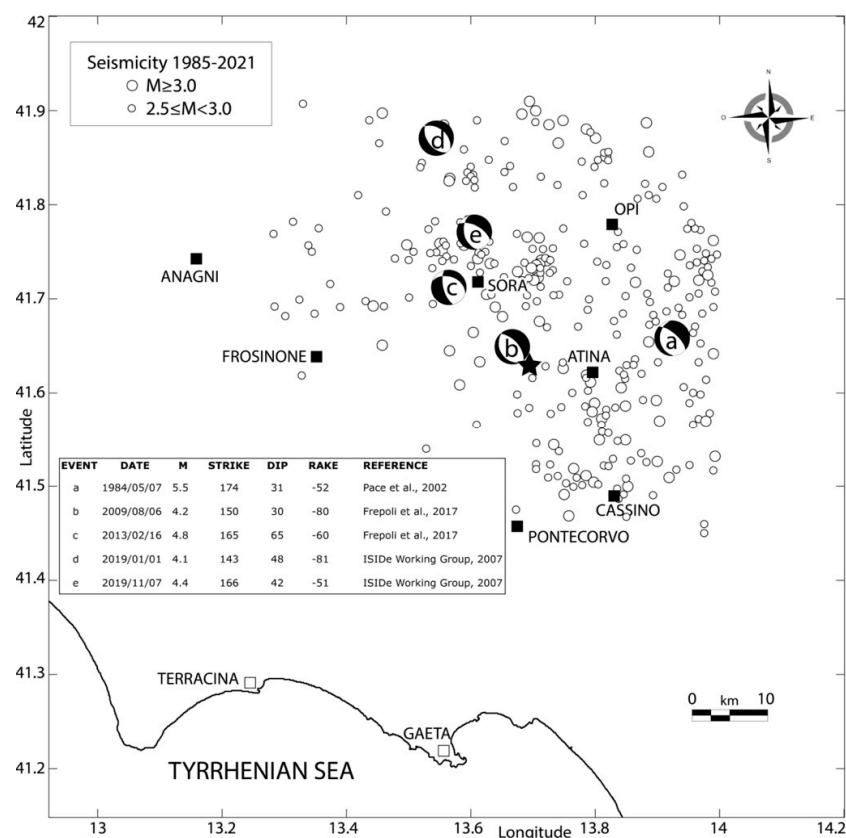 42
Seismicity 1985-2021
M≥3.0
2.5≤M<3.0
N
O
E
S
41.9
d
41.8
OPI
e
ANAGNI
41.7
c
SORA
b
a
FROSINONE
ATINA
41.6
Latitude
EVENT DATE M STRIKE DIP RAKE REFERENCE
a 1984/05/07 5.5 174 31 -52 Pace et al., 2002
b 2009/08/06 4.2 150 30 -80 Frepoli et al., 2017
c 2013/02/16 4.8 165 65 -60 Frepoli et al., 2017
d 2019/01/01 4.1 143 48 -81 ISIDe Working Group, 2007
e 2019/11/07 4.4 166 42 -51 ISIDe Working Group, 2007
41.5
CASSINO
PONTECORVO
41.4
41.3
TERRACINA
0 km 10
GAETA
41.2
TYRRHENIAN SEA
13 13.2 13.4 13.6 13.8 14 14.2
Longitude